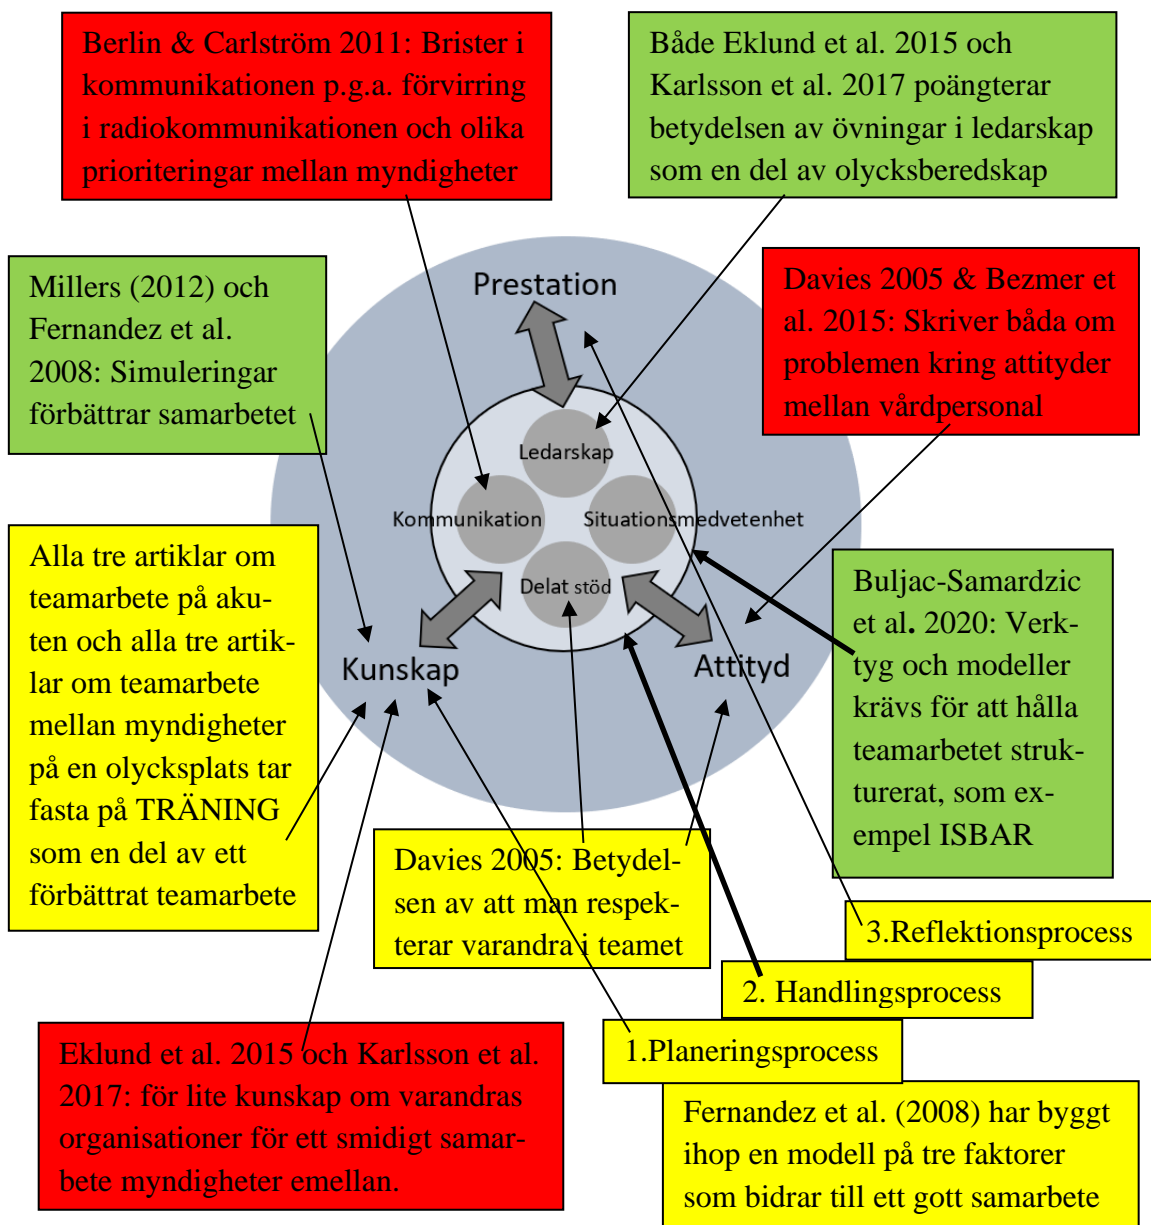 Berlin & Carlström 2011: Brister i
kommunikationen p.g.a. förvirring
i radiokommunikationen och olika
prioriteringar mellan myndigheter
Både Eklund et al. 2015 och
Karlsson et al. 2017 poängterar
betydelsen av övningar i ledarskap
som en del av olycksberedskap
Millers (2012) och
Fernandez et al.
2008: Simuleringar
förbättrar samarbetet
Prestation
Davies 2005 & Bezmer et
al. 2015: Skriver båda om
problemen kring attityder
mellan vårdpersonal
Ledarskap
Kommunikation
Situationsmedvetenhet
Delat stöd
Kunskap
Attityd
Alla tre artiklar om
teamarbete på aku-
ten och alla tre artik-
lar om teamarbete
mellan myndigheter
på en olycksplats tar
fasta på TRÄNING
som en del av ett
förbättrat teamarbete
Buljac-Samardzic
et al. 2020: Verk-
tyg och modeller
krävs för att hålla
teamarbetet struk-
turerat, som ex-
empel ISBAR
Davies 2005: Betydel-
sen av att man respek-
terar varandra i teamet
3.Reflektionsprocess
2. Handlingsprocess
1.Planeringsprocess
Eklund et al. 2015 och Karlsson et al.
2017: för lite kunskap om varandras
organisationer för ett smidigt samar-
bete myndigheter emellan.
Fernandez et al. (2008) har byggt
ihop en modell på tre faktorer
som bidrar till ett gott samarbete